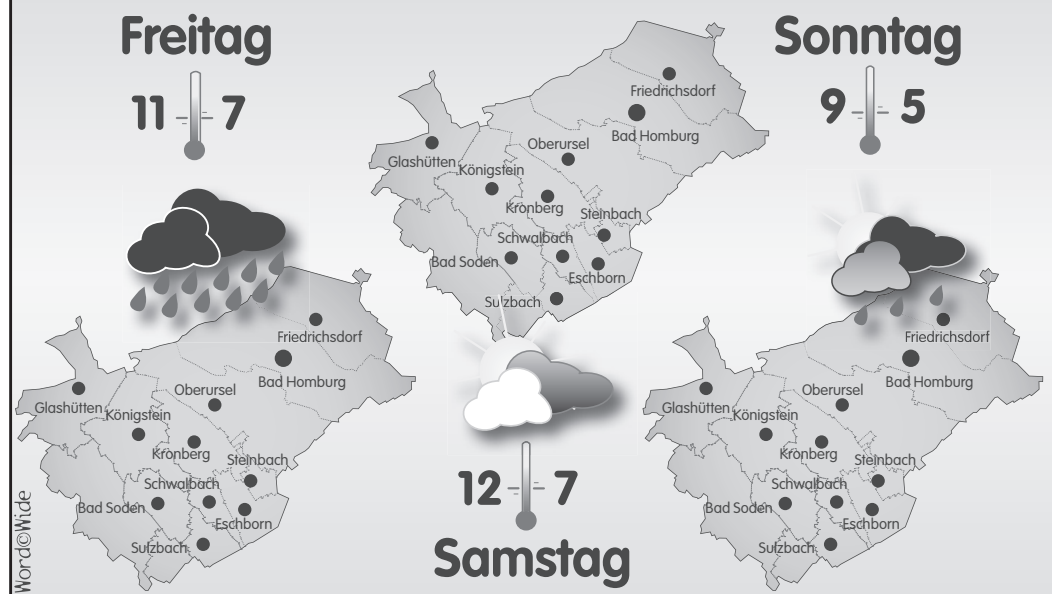 Freitag
11 7
Friedrichsdorf
Bad Homburg
Oberursel
Glashütten
Königstein
Kronberg
Steinbach
Schwalbach
Bad Soden
Eschborn
Sulzbach
Friedrichsdorf
Bad Homburg
Oberursel
Glashütten
Königstein
Kronberg
Steinbach
Schwalbach
Bad Soden
Eschborn
Sulzbach
12 7
Samstag
Sonntag
9 5
Friedrichsdorf
Bad Homburg
Oberursel
Glashütten
Königstein
Kronberg
Steinbach
Schwalbach
Bad Soden
Eschborn
Sulzbach
Word©Wide